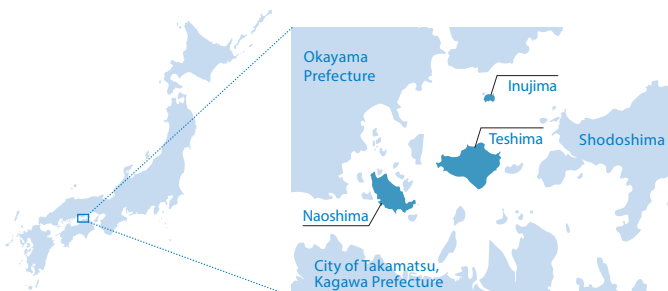 Okayama
Prefecture
Inujima
Teshima
Shodoshima
Naoshima
City of Takamatsu,
Kagawa Prefecture